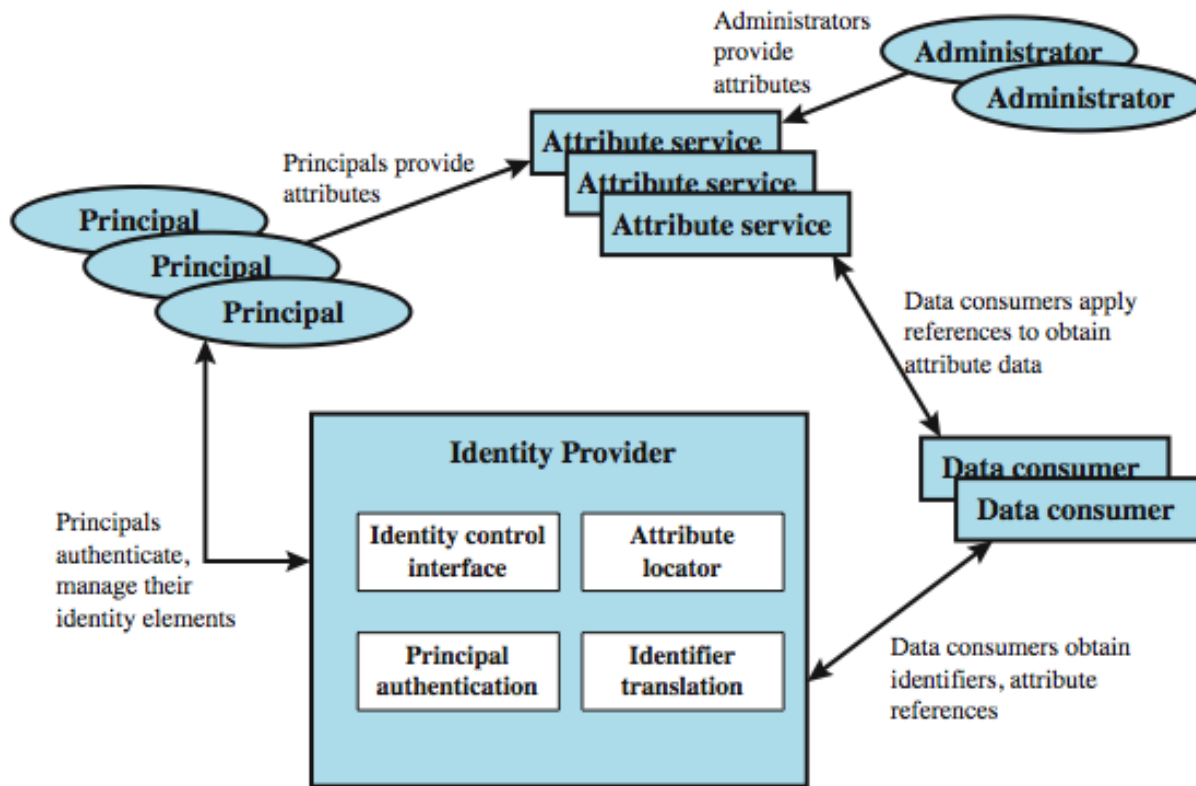 Administrators
provide
attributes
Administrator
Administrator
Attribute service
Attribute service
Attribute service
Principals provide
attributes
Principal
Principal
Principal
Data consumers apply
references to obtain
attribute data
Identity Provider
Identity control
interface
Attribute
locator
Principal
authentication
Identifier
translation
Data consumer
Data consumer
Principals
authenticate,
manage their
identity elements
Data consumers obtain
identifiers, attribute
references